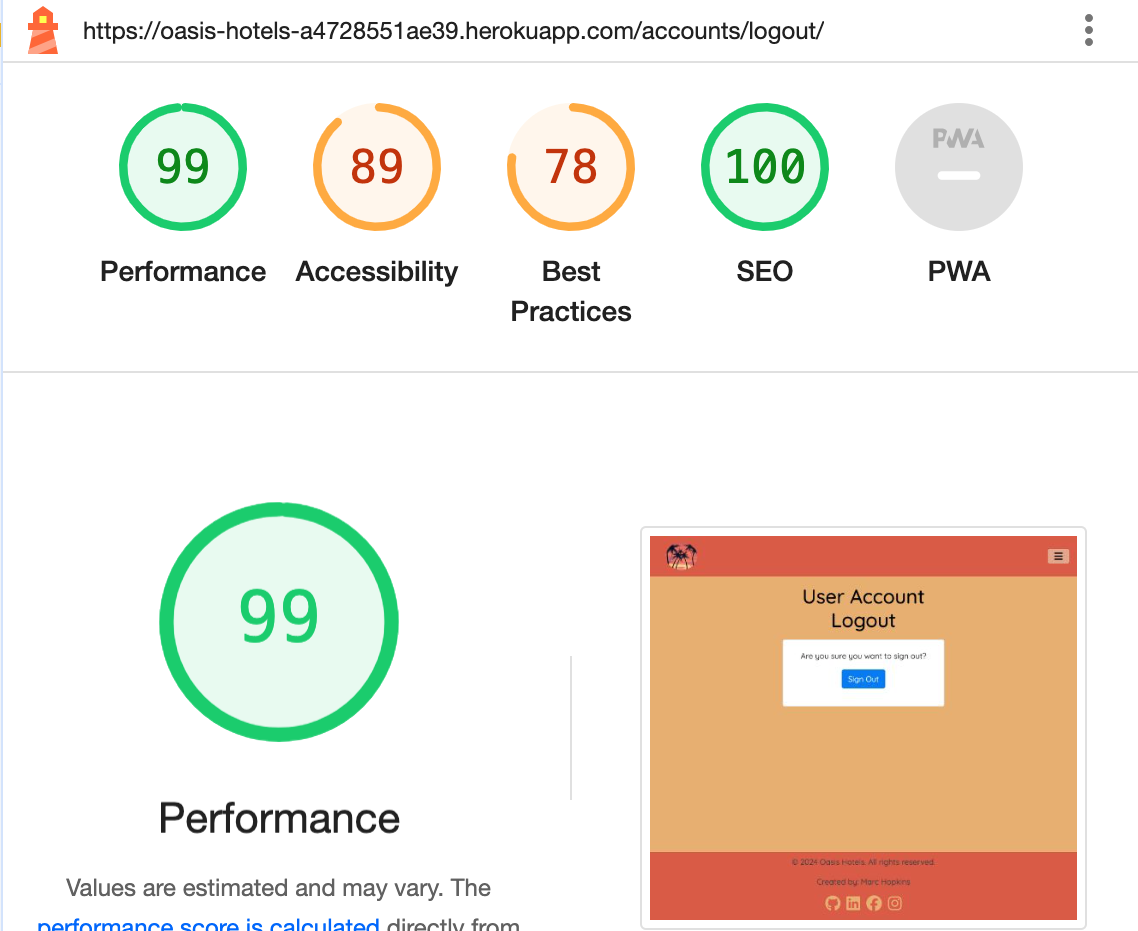 https://oasis-hotels-a4728551ae39.herokuapp.com/accounts/logout/
99
89
78
100
PWA
Performance
Accessibility
Best
Practices
SEO
PWA
99
Performance
Values are estimated and may vary. The
performance score is calculated directly from
User Account
Logout
Are you sure you want to sign out?
Sign Out
© 2024 Oasis Hotels. All rights reserved.
Created by: Marc Hopkins